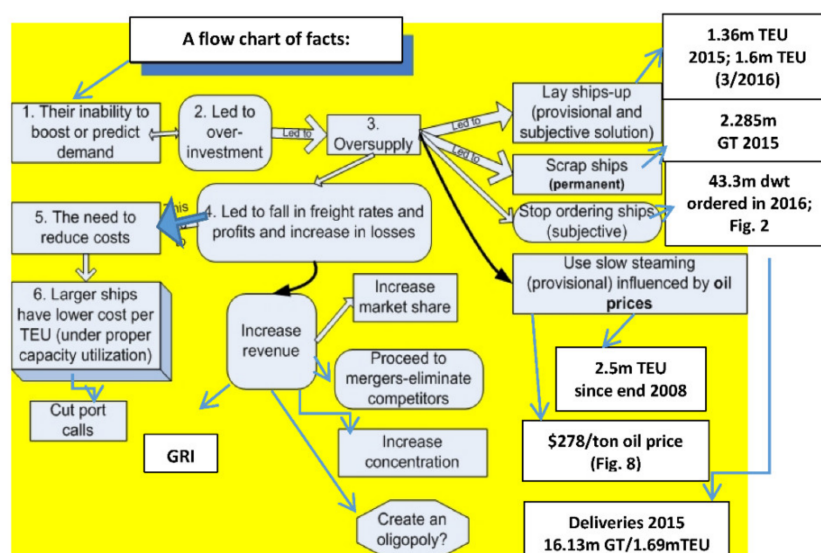 A flow chart of facts:
1.36m TEU
2015; 1.6m TEU
(3/2016)
1. Their inability to
boost or predict
demand
2. Led to
over-
investment
Led to
3.
Oversupply
Led to
Lay ships-up
(provisional and
subjective solution)
2.285m
GT 2015
Led to
Scrap ships
(permanent)
Led to
Stop ordering ships
(subjective)
43.3m dwt
ordered in 2016;
Fig. 2
5. The need to
reduce costs
This
4. Led to fall in freight rates and
profits and increase in losses
Use slow steaming
(provisional) influenced by oil
prices
6. Larger ships
have lower cost per
TEU (under proper
capacity utilization)
Increase
revenue
Increase
market share
Proceed to
mergers-eliminate
competitors
2.5m TEU
since end 2008
Cut port
calls
GRI
Increase
concentration
$278/ton oil price
(Fig. 8)
Create an
oligopoly?
Deliveries 2015
16.13m GT/1.69mTEU